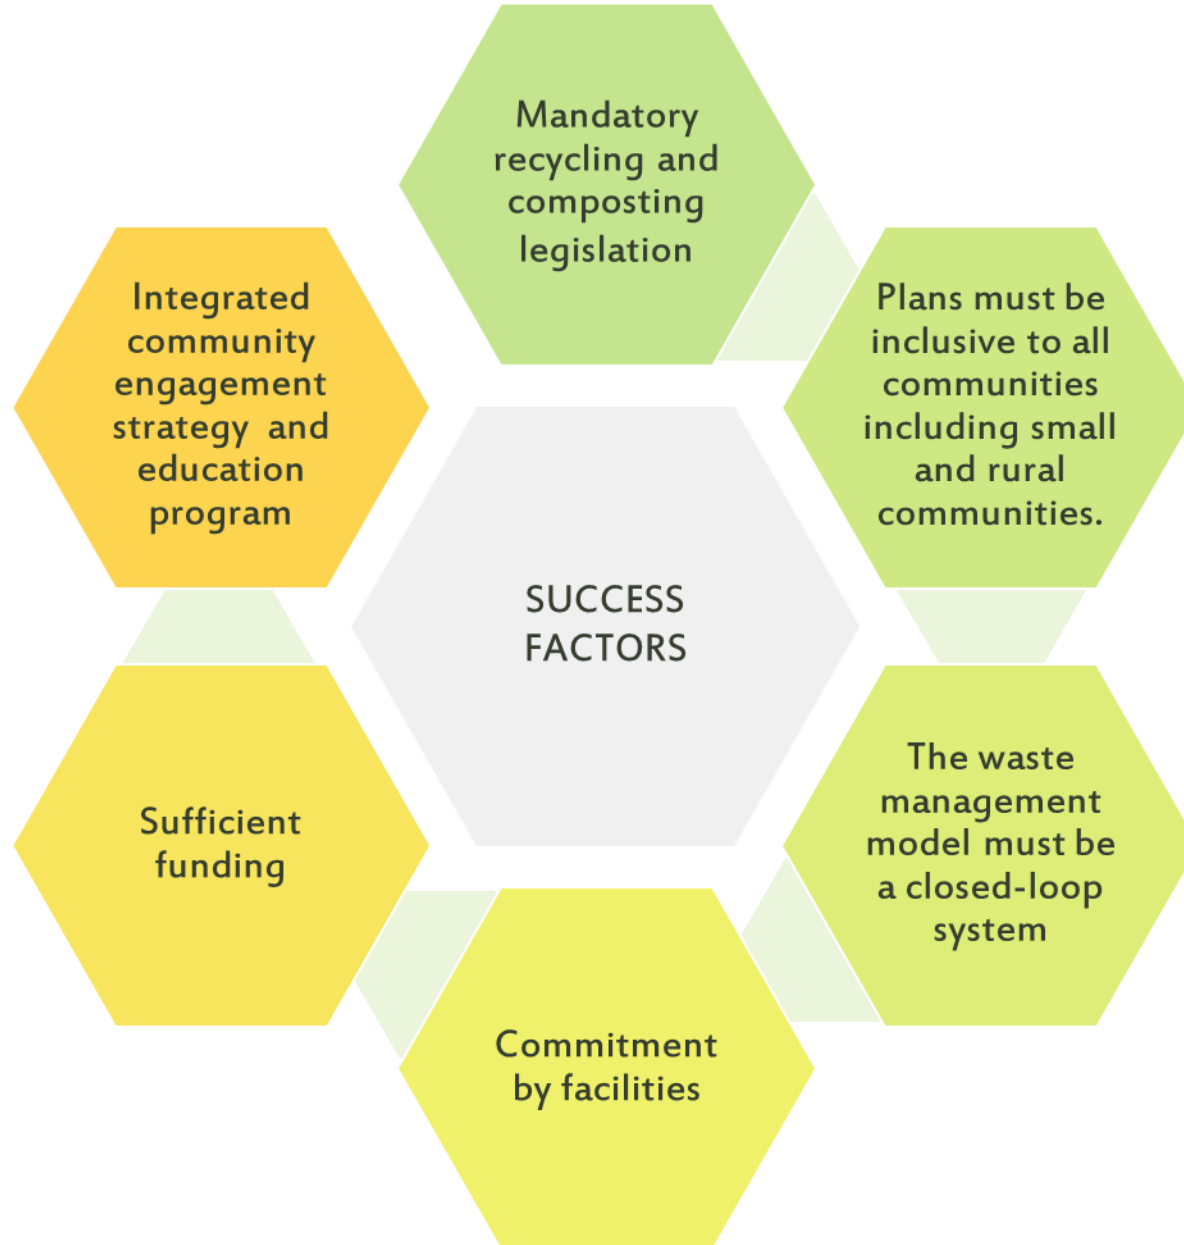 Mandatory
recycling and
composting
legislation
Plans must be
inclusive to all
communities
including small
and rural
communities.
The waste
management
model must be
a closed-loop
system
Commitment
by facilities
Sufficient
funding
Integrated
community
engagement
strategy and
education
program
SUCCESS
FACTORS